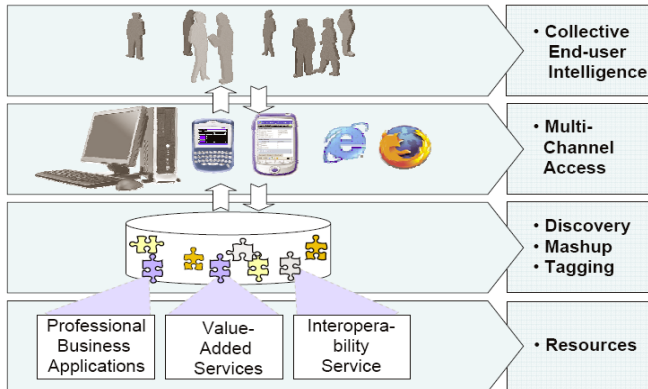 • Collective
End-user
Intelligence
• Multi-
Channel
Access
• Discovery
• Mashup
• Tagging
Professional
Business
Applications
Value-
Added
Services
Interopera-
bility
Service
• Resources